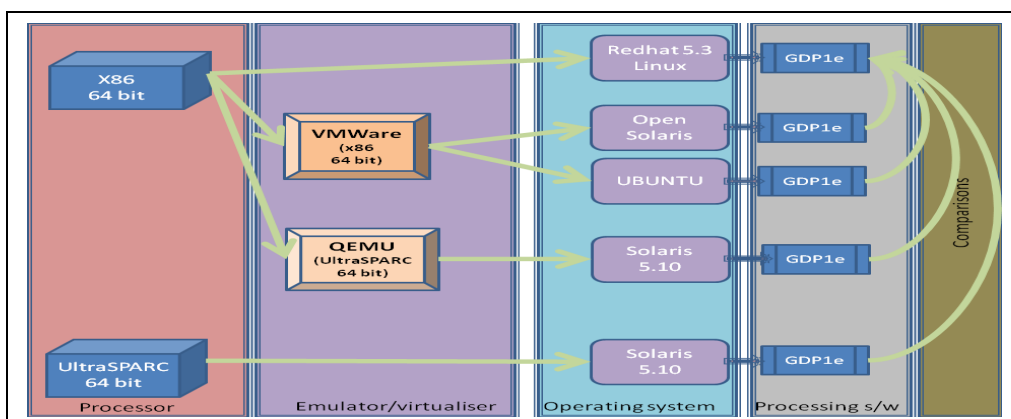 X86
64 bit
UltraSPARC
64 bit
Processor
VMWare
(x86
64 bit)
QEMU
(UltraSPARC
64 bit)
Emulator/virtualiser
Redhat 5.3
Linux
Open
Solaris
UBUNTU
Solaris
5.10
Solaris
5.10
Operating system
GDP1e
GDP1e
GDP1e
GDP1e
GDP1e
Processing s/w
Comparisons